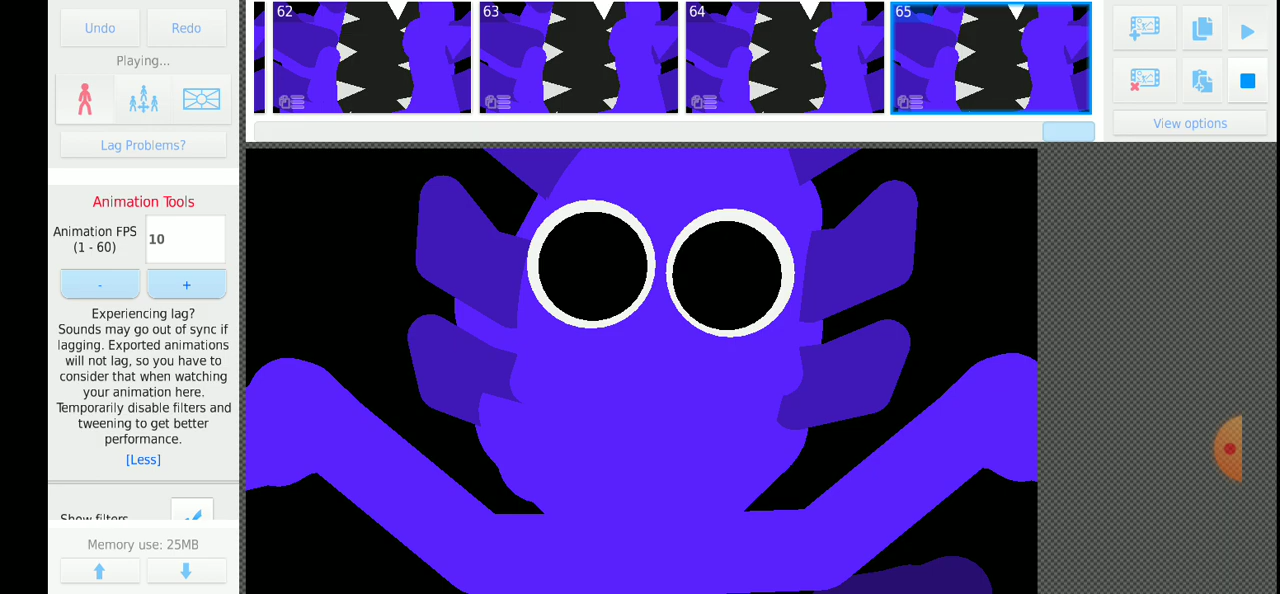 Undo
Redo
Playing...
Lag Problems?
62
63
64
65
View options
Animation Tools
Animation FPS
(1 - 60)
10
-
+
Experiencing lag?
Sounds may go out of sync if
lagging. Exported animations
will not lag, so you have to
consider that when watching
your animation here.
Temporarily disable filters and
tweening to get better
performance.
[Less]
Show filters
Memory use: 25MB